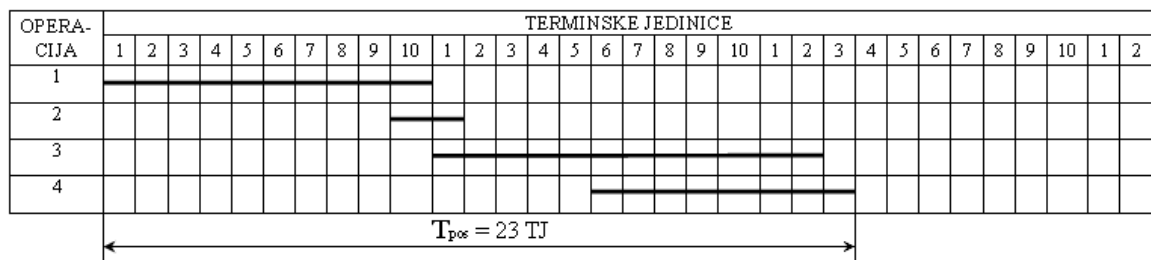 OPERA-
CIJA
TERMINSKE JEDINICE
1 2 3 4 5 6 7 8 9 10 1 2 3 4 5 6 7 8 9 10 1 2 3 4 5 6 7 8 9 10 1 2
1
2
3
4
Tpos = 23 TJ